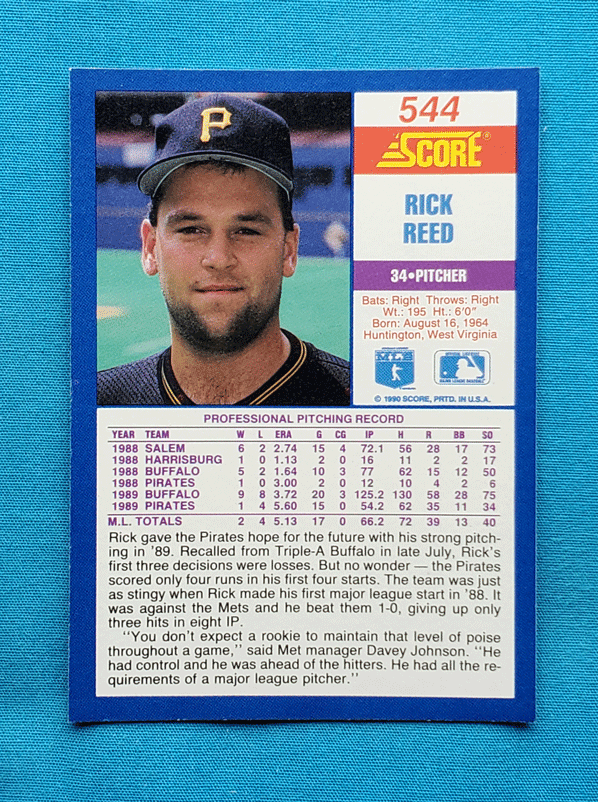 P
544
SCORE®
RICK
REED
34•PITCHER
Bats: Right Throws: Right
Wt.: 195 Ht.: 6'0"
Born: August 16, 1964
Huntington, West Virginia
© 1990 SCORE, PRTD. IN U.S.A.
PROFESSIONAL PITCHING RECORD
YEAR TEAM W L ERA G CG IP H R BB SO
1988 SALEM 6 2 2.74 15 4 72.1 56 28 17 73
1988 HARRISBURG 1 0 1.13 2 0 16 11 2 2 17
1988 BUFFALO 5 2 1.64 10 3 77 62 15 12 50
1988 PIRATES 1 0 3.00 2 0 12 10 4 2 6
1989 BUFFALO 9 8 3.72 20 3 125.2 130 58 28 75
1989 PIRATES 1 4 5.60 15 0 54.2 62 35 11 34
M.L. TOTALS 2 4 5.13 17 0 66.2 72 39 13 40
Rick gave the Pirates hope for the future with his strong pitch-
ing in '89. Recalled from Triple-A Buffalo in late July, Rick's
first three decisions were losses. But no wonder — the Pirates
scored only four runs in his first four starts. The team was just
as stingy when Rick made his first major league start in '88. It
was against the Mets and he beat them 1-0, giving up only
three hits in eight IP.
"You don't expect a rookie to maintain that level of poise
throughout a game," said Met manager Davey Johnson. "He
had control and he was ahead of the hitters. He had all the re-
quirements of a major league pitcher."